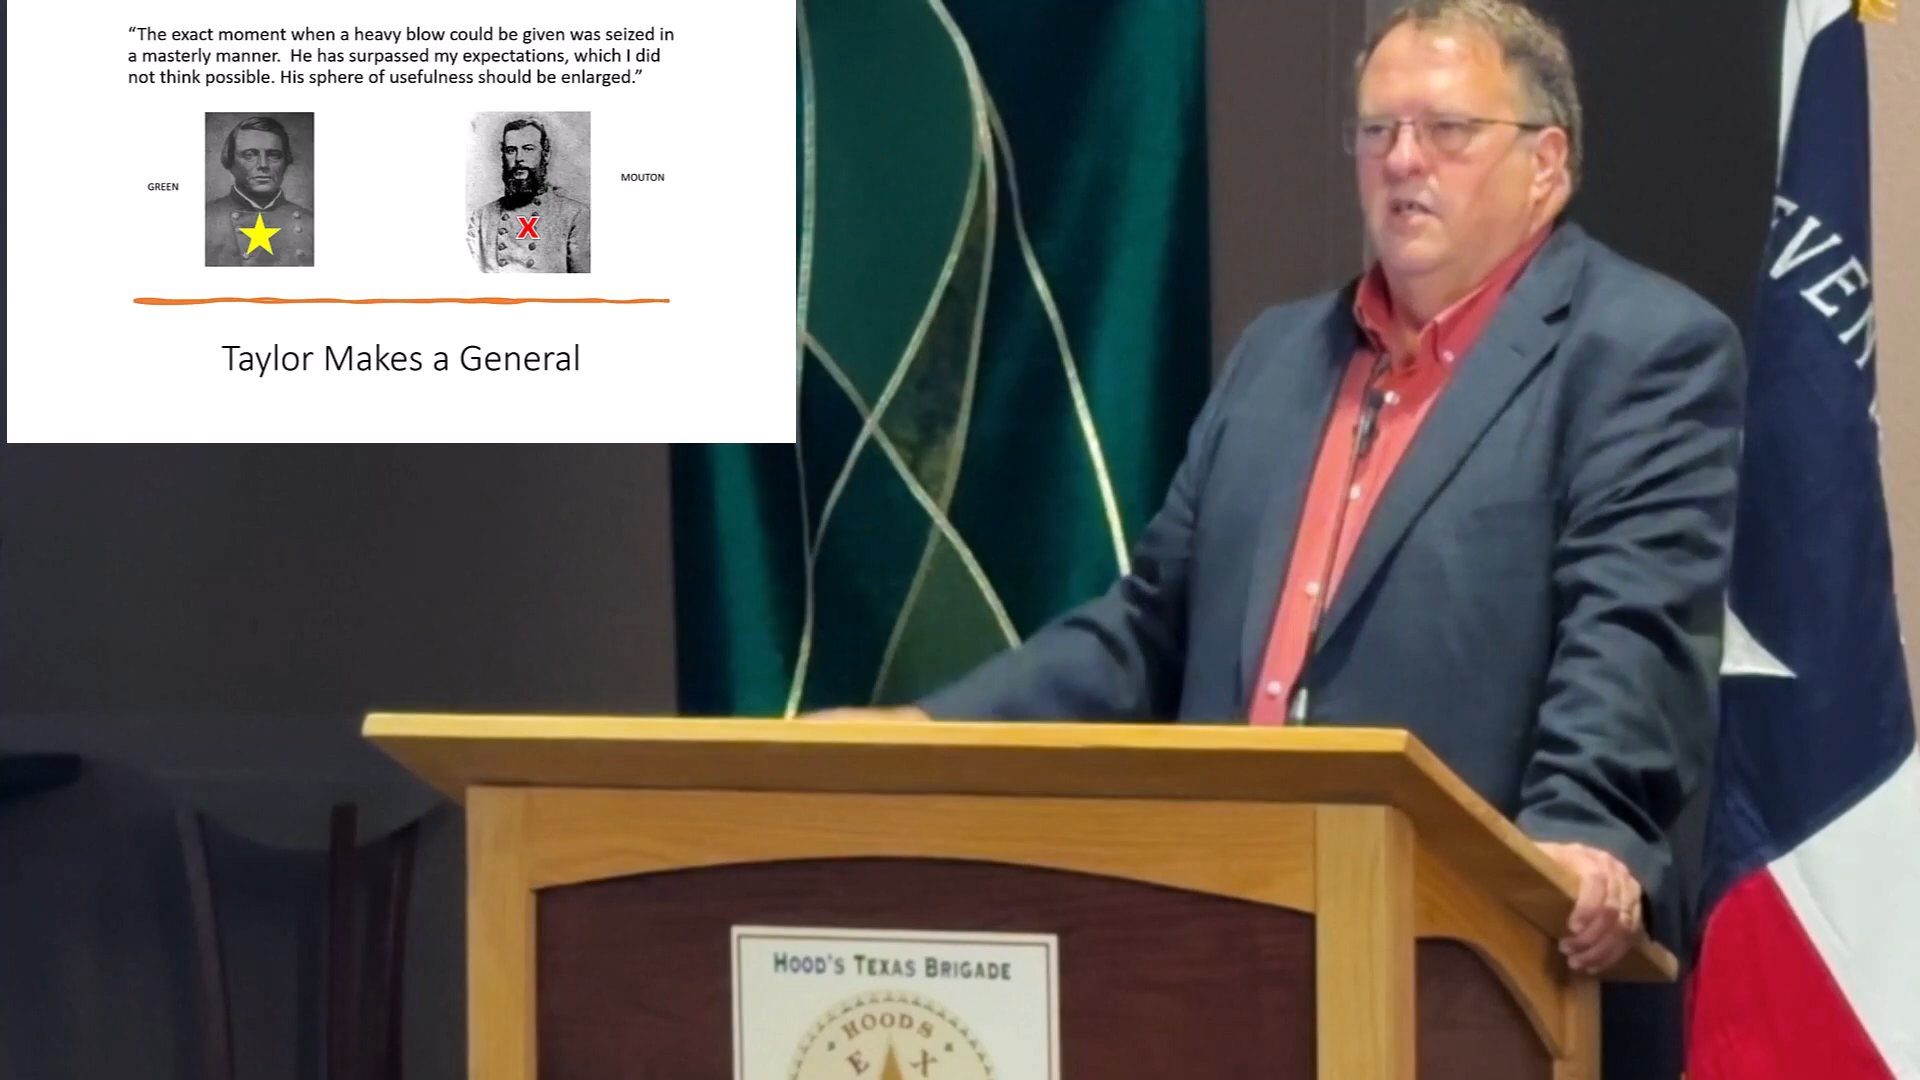 “The exact moment when a heavy blow could be given was seized in
a masterly manner.  He has surpassed my expectations, which I did
not think possible. His sphere of usefulness should be enlarged.”
GREEN
MOUTON
X
Taylor Makes a General
EVEN
HOOD'S TEXAS BRIGADE
HOODS
E X